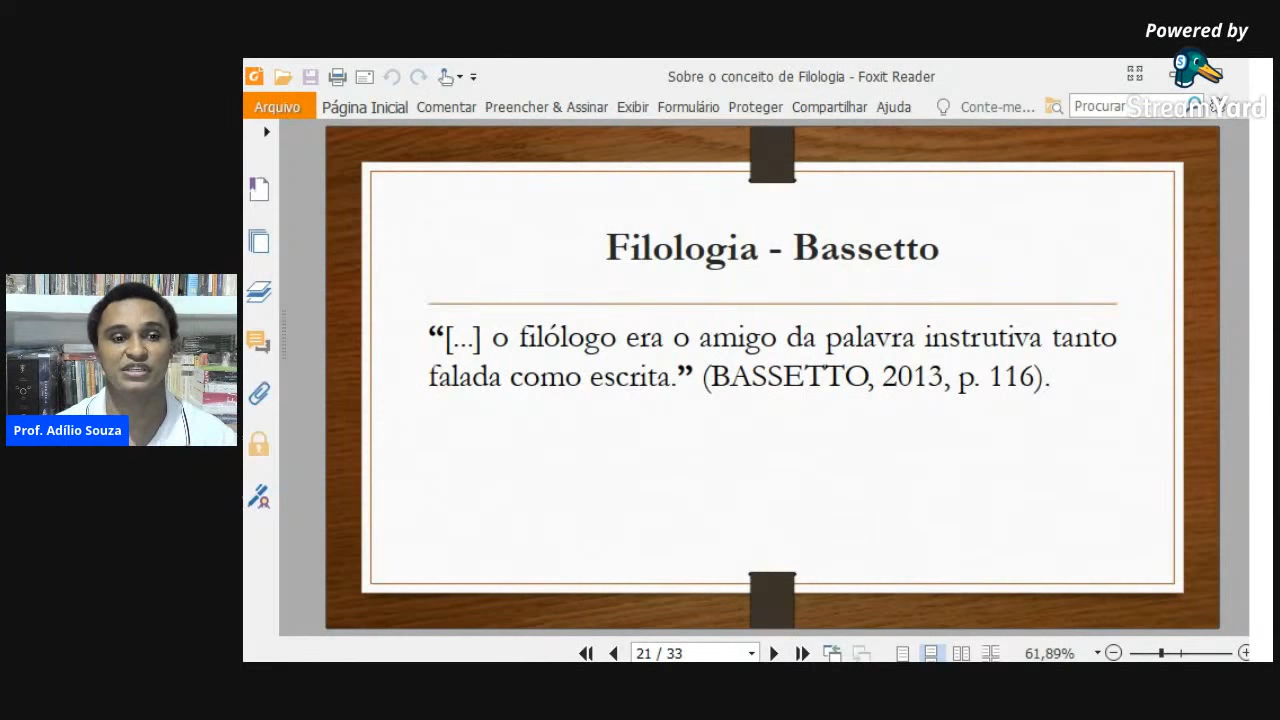 Powered by
StreamYard
Sobre o conceito de Filologia - Foxit Reader
Arquivo Página Inicial Comentar Preencher & Assinar Exibir Formulário Proteger Compartilhar Ajuda Conte-me... Procurar
Filologia - Bassetto
“[...] o filólogo era o amigo da palavra instrutiva tanto
falada como escrita.” (BASSETTO, 2013, p. 116).
Prof. Adílio Souza
21 / 33
61,89%